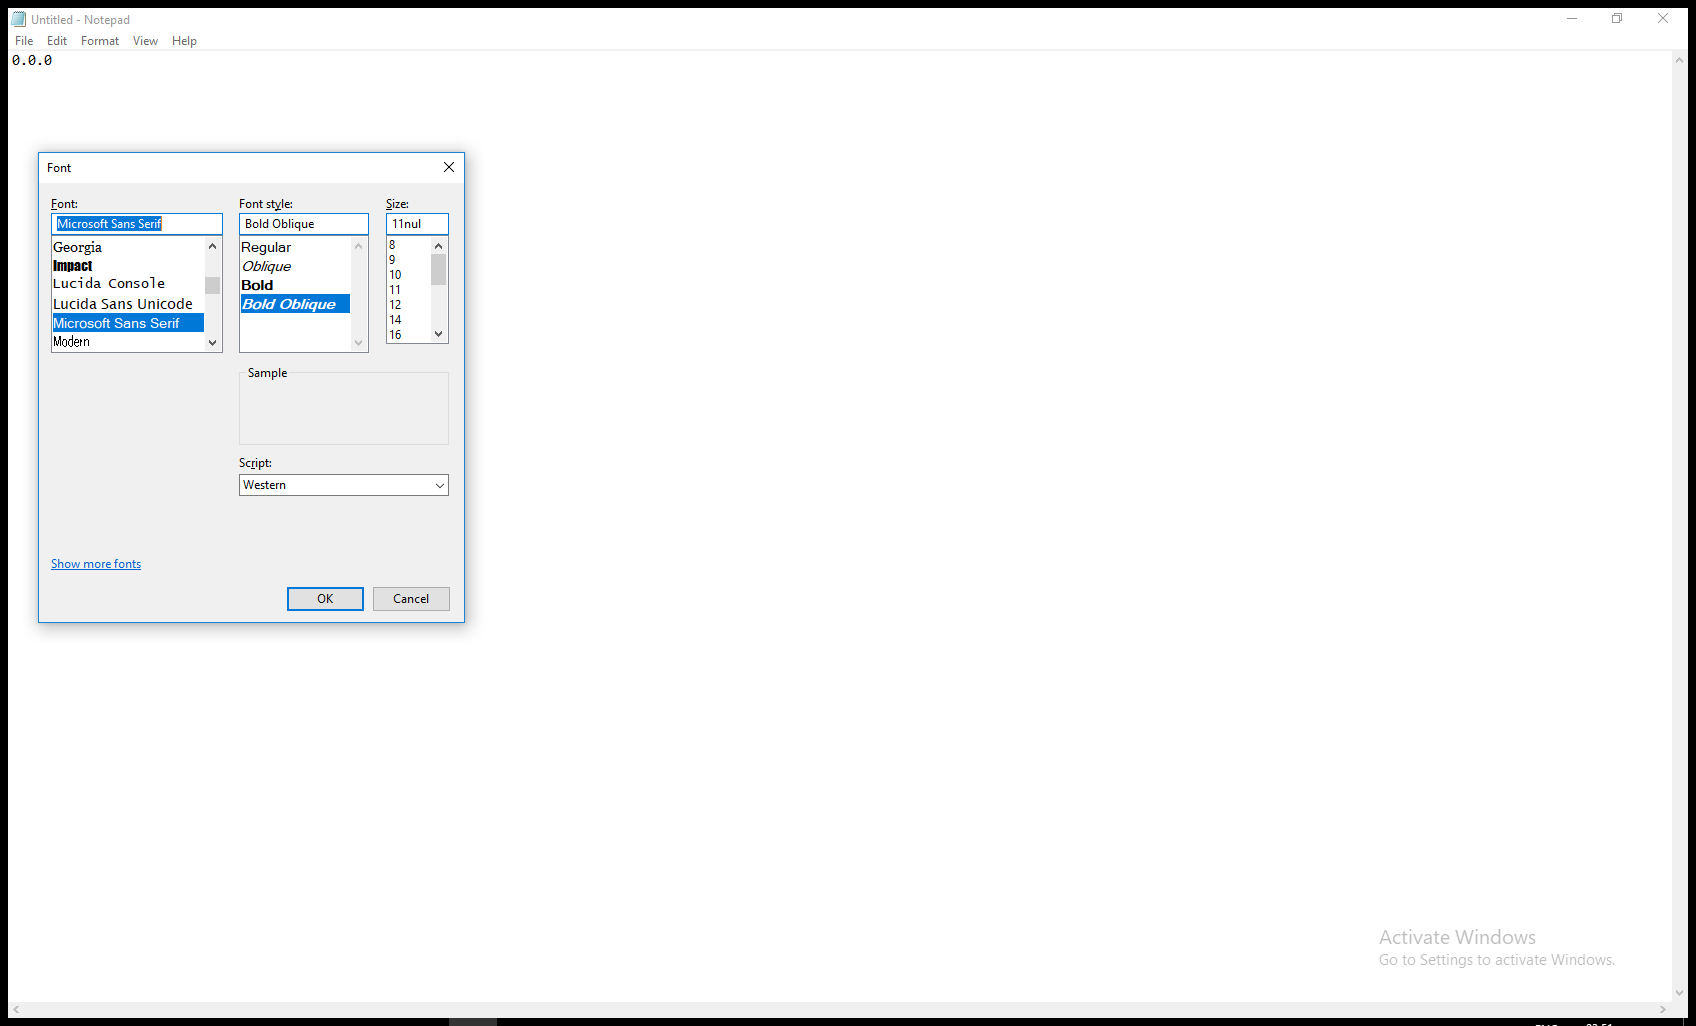 Untitled - Notepad
File Edit Format View Help
0.0.0
Font
Font: Font style: Size:
Microsoft Sans Serif Bold Oblique 11nul
Georgia
Impact
Lucida Console
Lucida Sans Unicode
Microsoft Sans Serif
Modern
Regular
Oblique
Bold
Bold Oblique
8
9
10
11
12
14
16
Sample
Script:
Western
Show more fonts
OK Cancel
Activate Windows
Go to Settings to activate Windows.